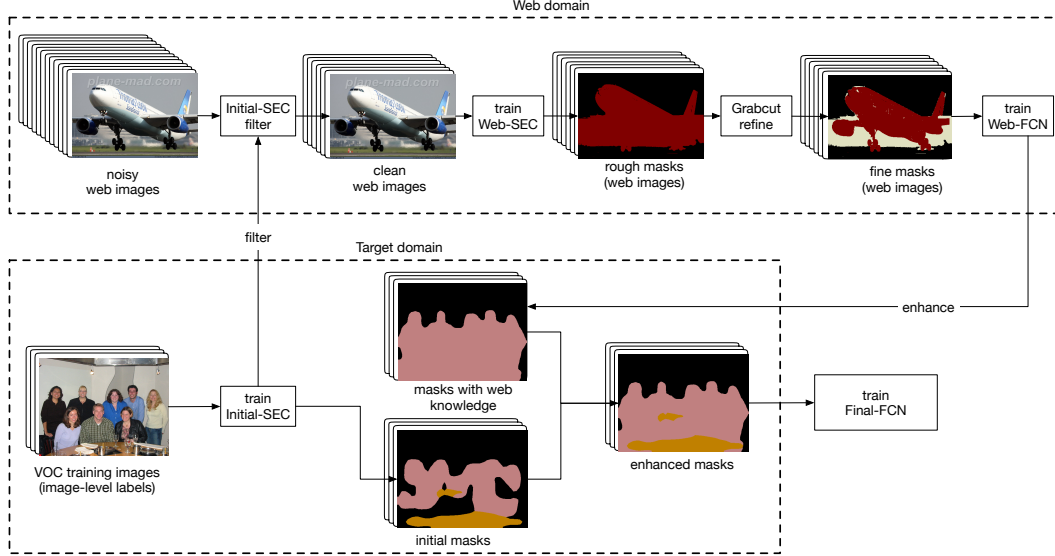 Web domain
plane-mad.com
plane-mad.com
Initial-SEC
filter
train
Web-SEC
Grabcut
refine
train
Web-FCN
noisy
web images
clean
web images
rough masks
(web images)
fine masks
(web images)
filter
Target domain
enhance
masks with web
knowledge
train
Initial-SEC
train
Final-FCN
VOC training images
(image-level labels)
enhanced masks
initial masks